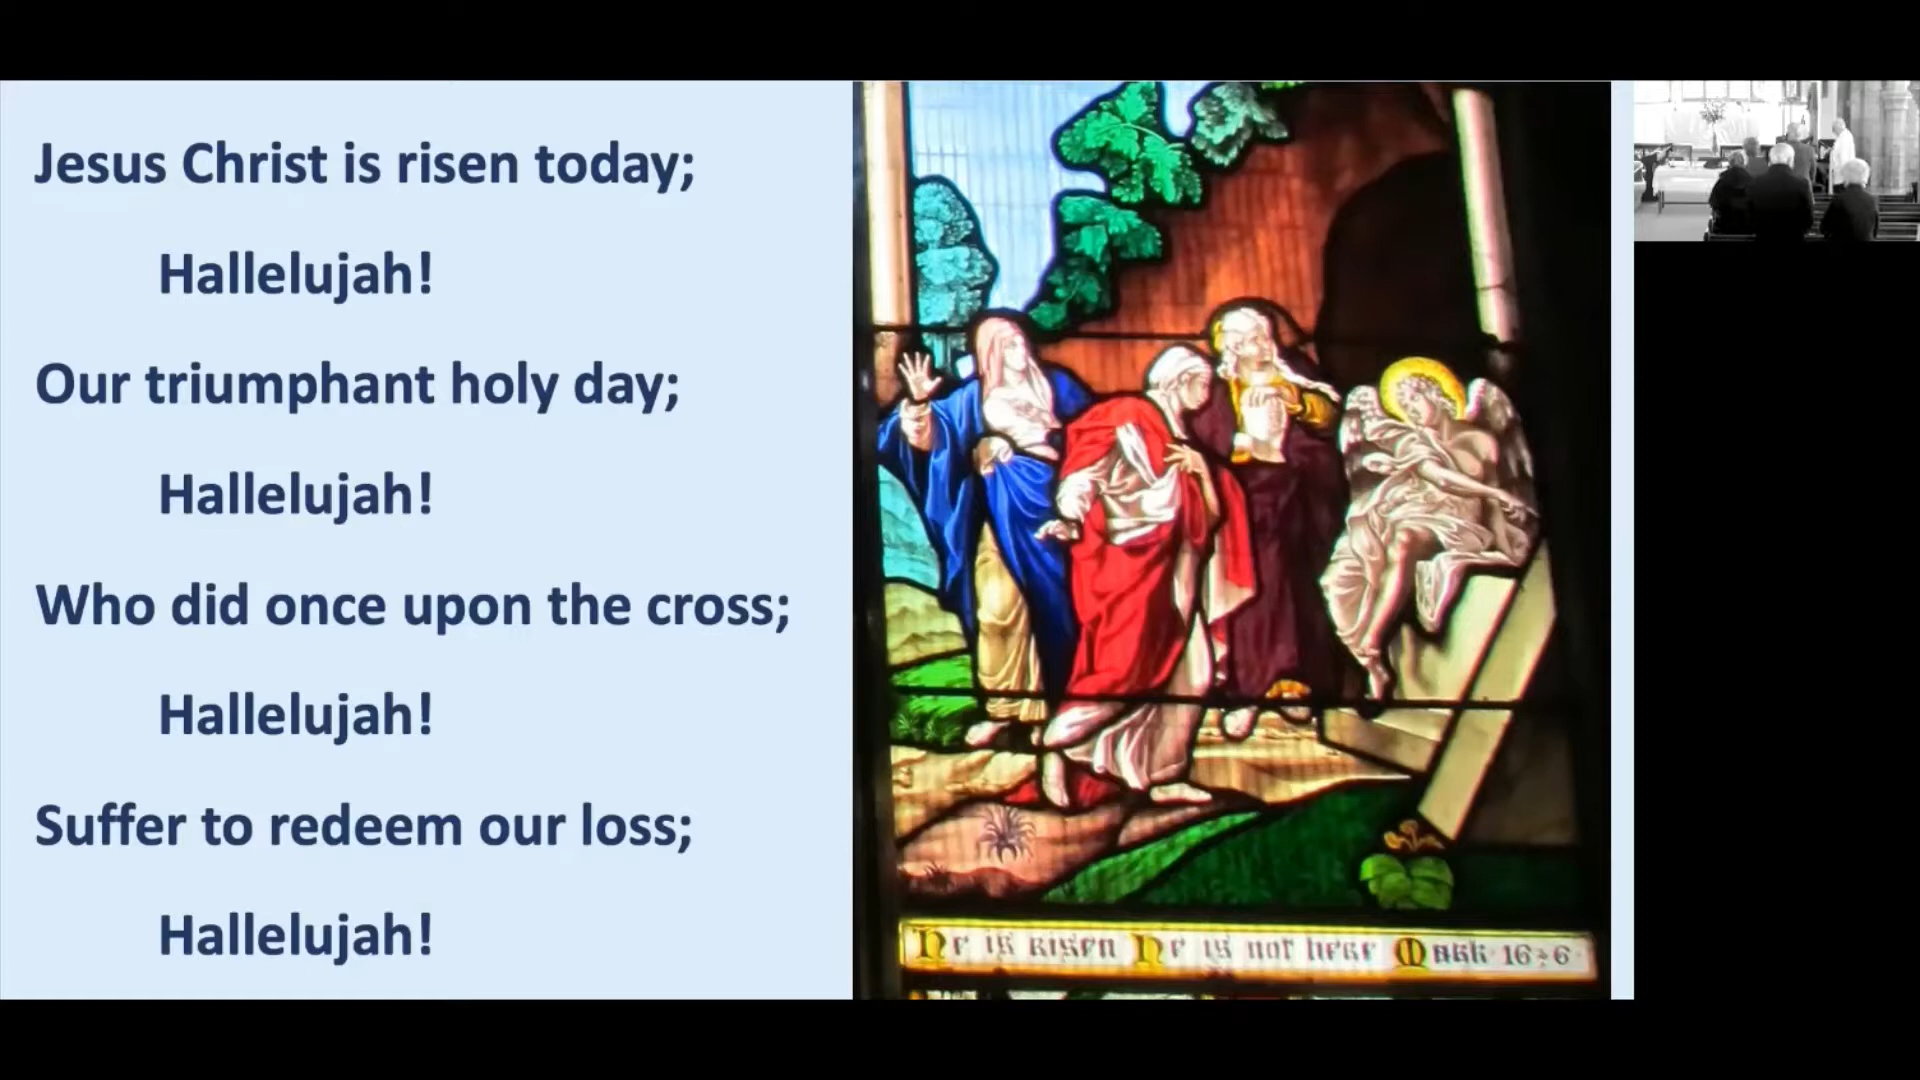 Jesus Christ is risen today;
Hallelujah!
Our triumphant holy day;
Hallelujah!
Who did once upon the cross;
Hallelujah!
Suffer to redeem our loss;
Hallelujah!
He is risen He is not here Mark 16:6